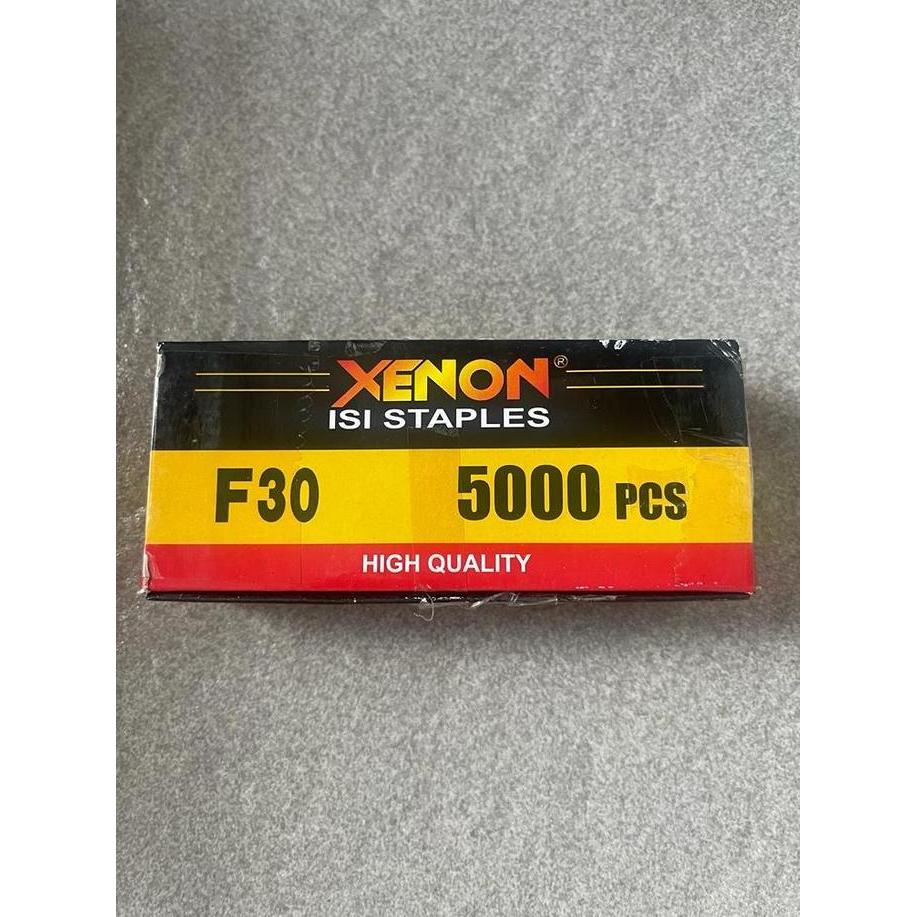 XENON®
ISI STAPLES
F30 5000 PCS
HIGH QUALITY